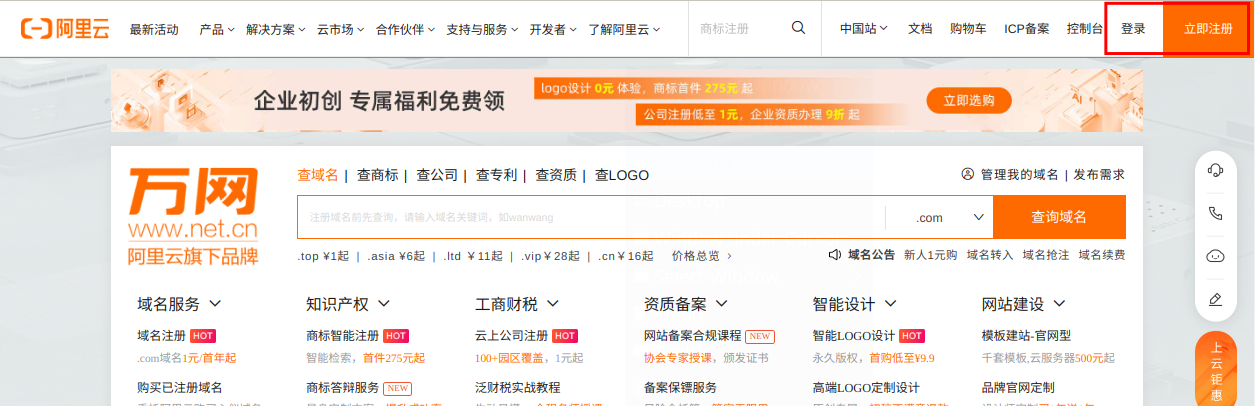 阿里云 最新活动 产品 解决方案 云市场 合作伙伴 支持与服务 开发者 了解阿里云 商标注册 中国站 文档 购物车 ICP备案 控制台 登录 立即注册
企业初创 专属福利免费领
logo设计 0元 体验，商标首件 275元 起
公司注册低至 1元，企业资质办理 9折 起
立即选购
万网
www.net.cn
阿里云旗下品牌
查域名 | 查商标 | 查公司 | 查专利 | 查资质 | 查LOGO
管理我的域名 | 发布需求
注册域名前先查询，请输入域名关键词，如wanwang
.com
查询域名
.top ¥1起 | .asia ¥6起 | .ltd ￥11起 | .vip￥28起 | .cn￥16起 价格总览 ›
域名公告 新人1元购 域名转入 域名抢注 域名续费
域名服务 知识产权 工商财税 资质备案 智能设计 网站建设
域名注册 HOT 商标智能注册 HOT 云上公司注册 HOT 网站备案合规课程 NEW 智能LOGO设计 HOT 模板建站-官网型
.com域名1元/首年起 智能检索，首件275元起 100+园区覆盖，1元起 协会专家授课，颁发证书 永久版权，首购低至¥9.9 千套模板,云服务器500元起
购买已注册域名 商标答辩服务 NEW 泛财税实战教程 备案保镖服务 高端LOGO定制设计 品牌官网定制
上云钜惠